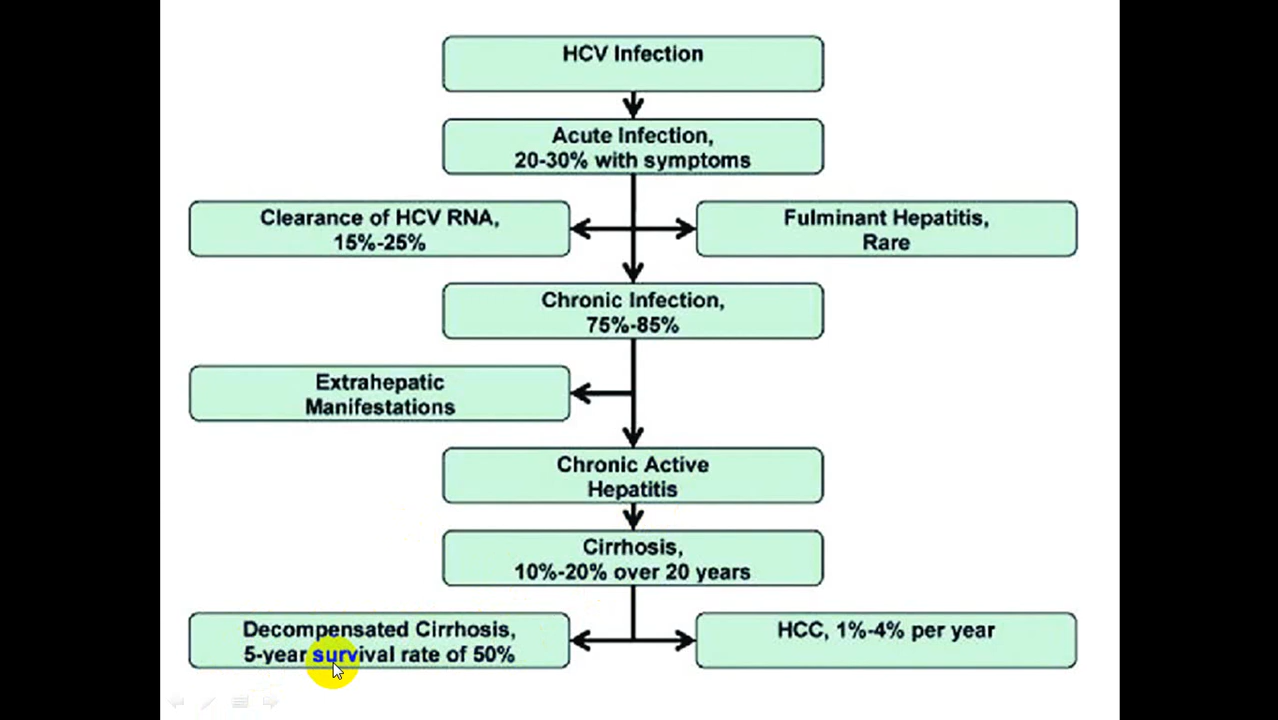 HCV Infection
Acute Infection,
20-30% with symptoms
Clearance of HCV RNA,
15%-25%
Fulminant Hepatitis,
Rare
Chronic Infection,
75%-85%
Extrahepatic
Manifestations
Chronic Active
Hepatitis
Cirrhosis,
10%-20% over 20 years
Decompensated Cirrhosis,
5-year survival rate of 50%
HCC, 1%-4% per year